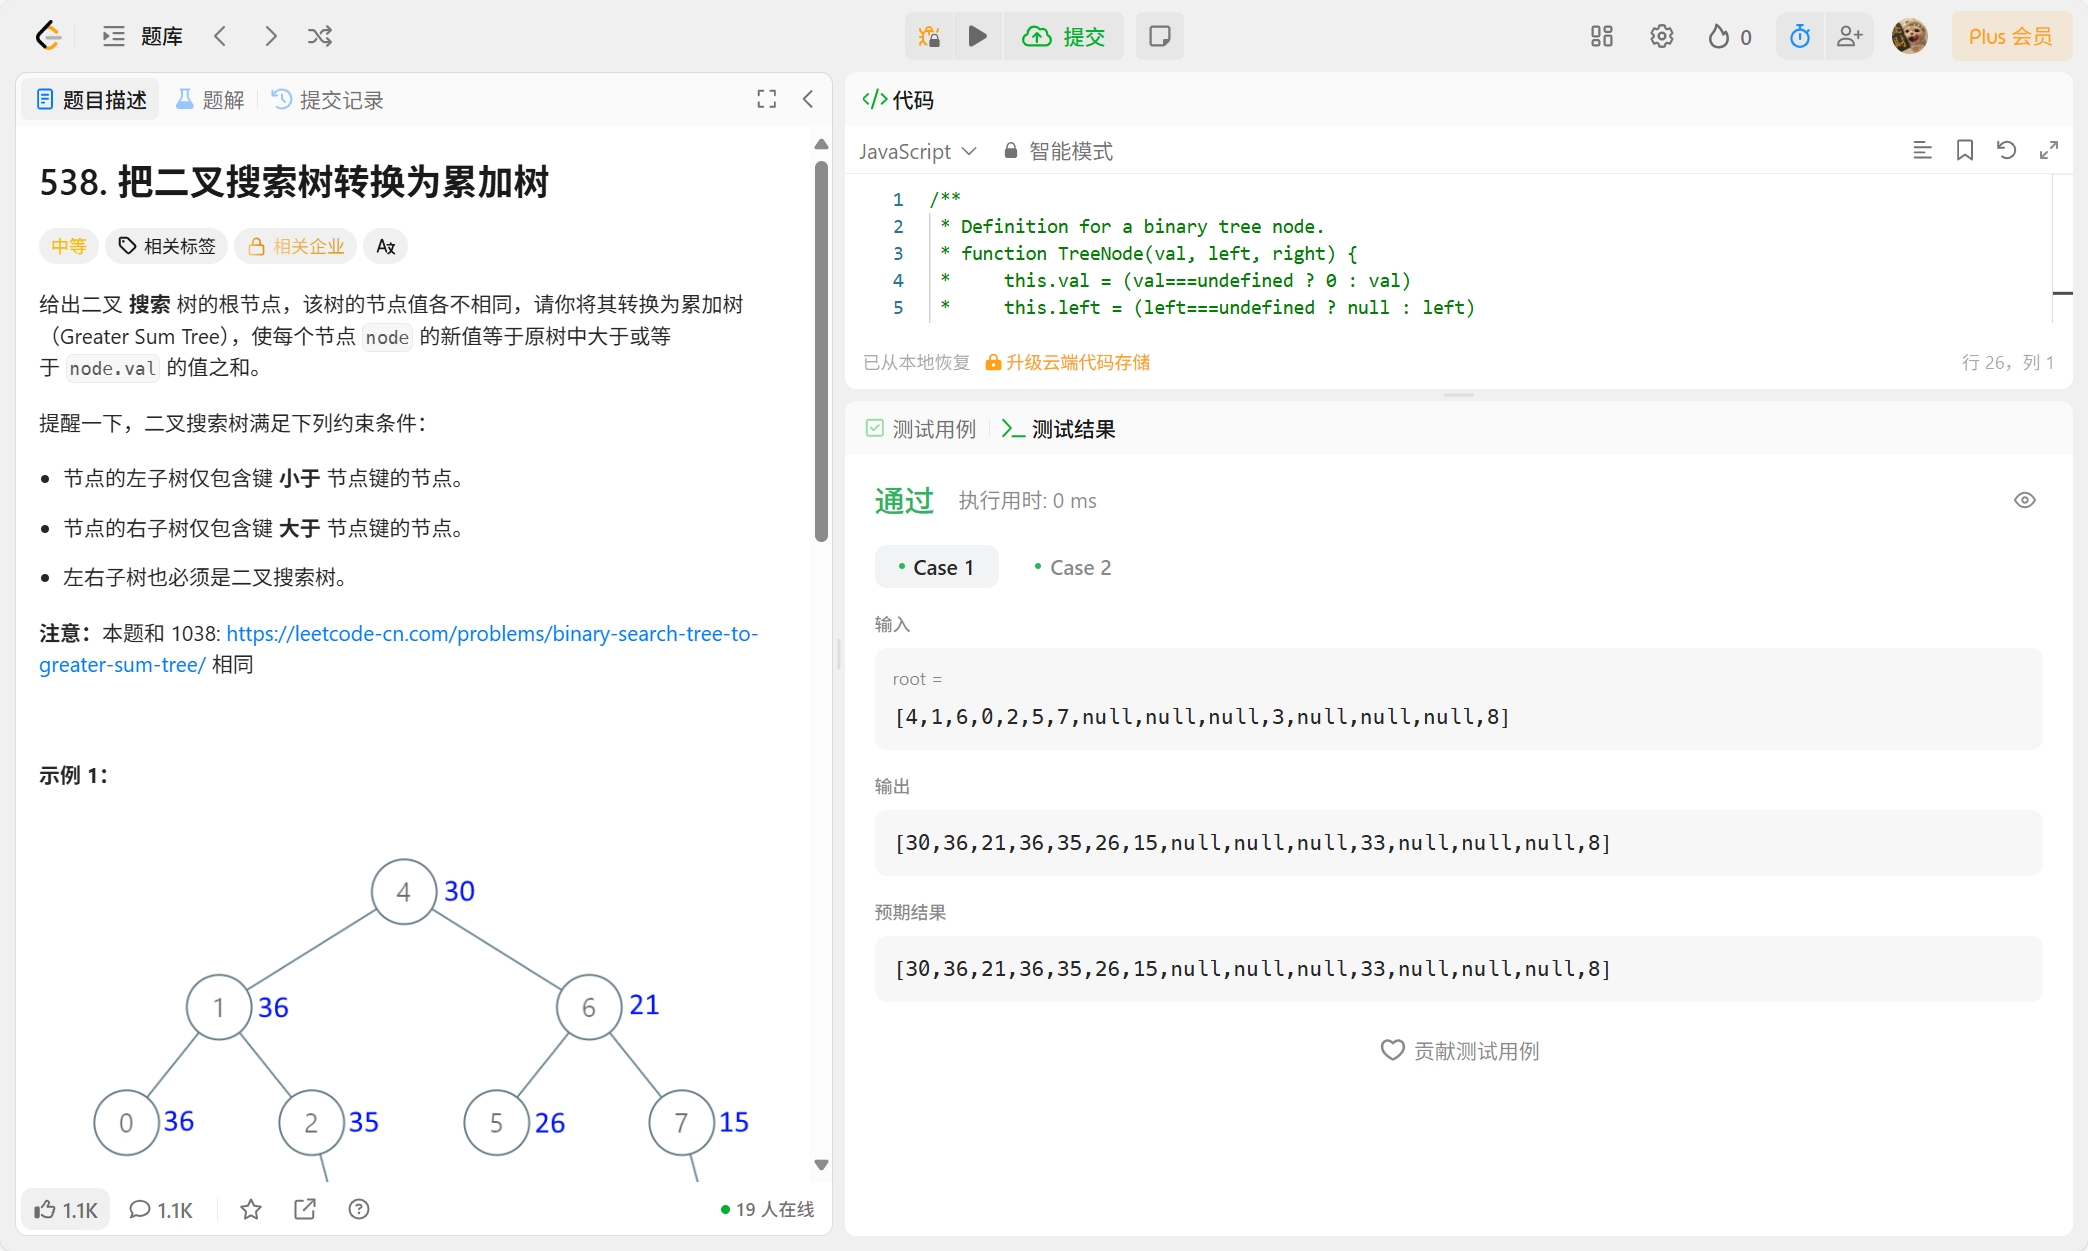 题库
提交
0
Plus 会员
题目描述
题解
提交记录
538. 把二叉搜索树转换为累加树
中等
相关标签
相关企业
给出二叉 搜索 树的根节点，该树的节点值各不相同，请你将其转换为累加树
（Greater Sum Tree），使每个节点 node 的新值等于原树中大于或等
于 node.val 的值之和。
提醒一下，二叉搜索树满足下列约束条件：
节点的左子树仅包含键 小于 节点键的节点。
节点的右子树仅包含键 大于 节点键的节点。
左右子树也必须是二叉搜索树。
注意：本题和 1038: https://leetcode-cn.com/problems/binary-search-tree-to-
greater-sum-tree/ 相同
示例 1：
4 30
1 36
6 21
0 36
2 35
5 26
7 15
1.1K
1.1K
19 人在线
代码
JavaScript
智能模式
1 /**
2 * Definition for a binary tree node.
3 * function TreeNode(val, left, right) {
4 *     this.val = (val===undefined ? 0 : val)
5 *     this.left = (left===undefined ? null : left)
已从本地恢复
升级云端代码存储
行 26，列 1
测试用例
测试结果
通过
执行用时: 0 ms
Case 1
Case 2
输入
root =
[4,1,6,0,2,5,7,null,null,null,3,null,null,null,8]
输出
[30,36,21,36,35,26,15,null,null,null,33,null,null,null,8]
预期结果
[30,36,21,36,35,26,15,null,null,null,33,null,null,null,8]
贡献测试用例